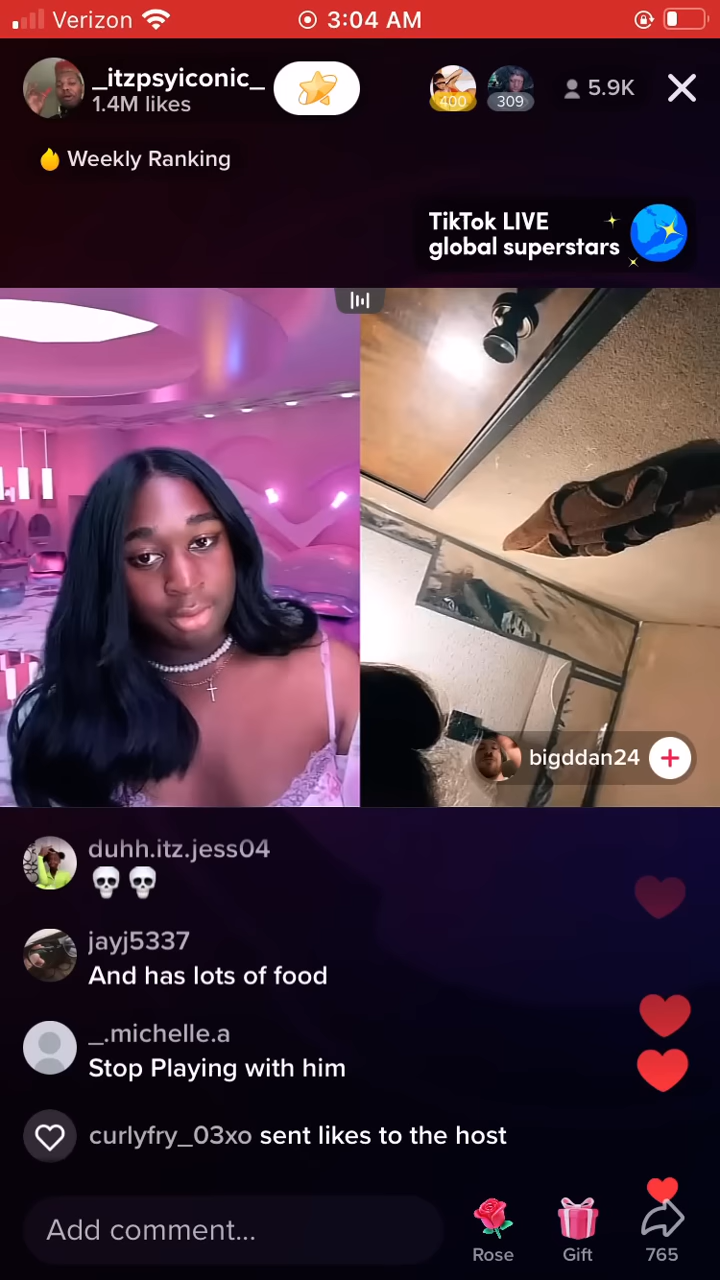 Verizon 3:04 AM
_itzpsyiconic_
1.4M likes
400
309
5.9K
Weekly Ranking
TikTok LIVE
global superstars
bigddan24
duhh.itz.jess04
💀💀
jayj5337
And has lots of food
_.michelle.a
Stop Playing with him
curlyfry_03xo sent likes to the host
Add comment...
Rose
Gift
765